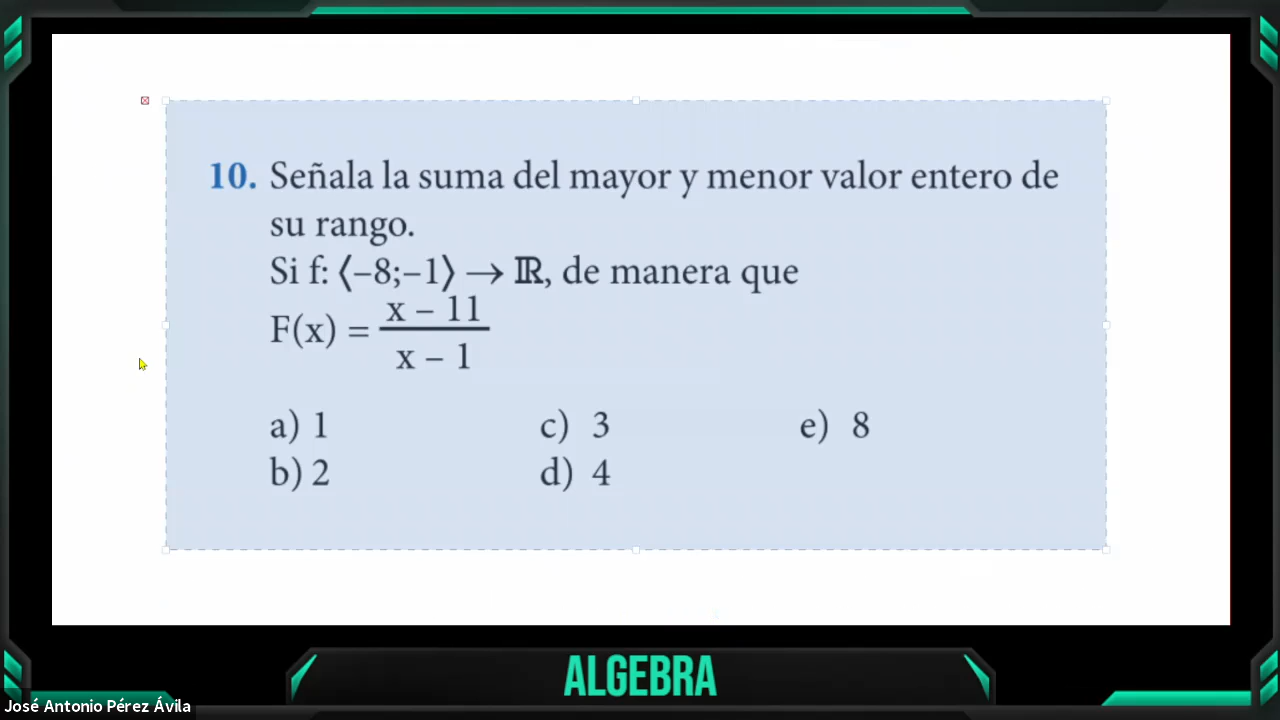 10. Señala la suma del mayor y menor valor entero de
su rango.
Si f: ⟨–8;–1⟩ → ℝ, de manera que
F(x) = x – 11
x – 1
a) 1 c) 3 e) 8
b) 2 d) 4
ALGEBRA
José Antonio Pérez Ávila